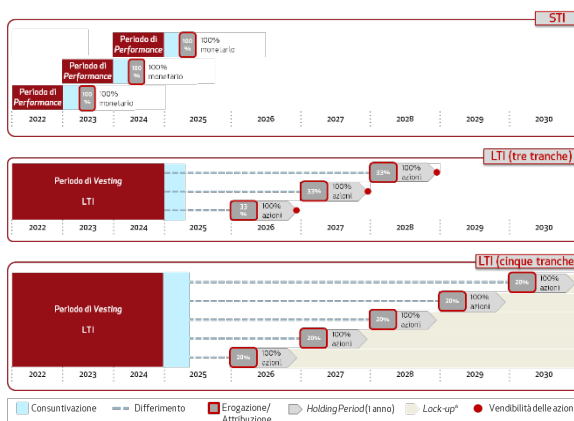 STI
Periodo di
Performance
100
%
100%
monetario
Periodo di
Performance
100
%
100%
monetario
Periodo di
Performance
100
%
100%
monetario
2022 2023 2024 2025 2026 2027 2028 2029 2030
LTI (tre tranche)
Periodo di Vesting
LTI
33%
100%
azioni
33%
100%
azioni
33
%
100%
azioni
2022 2023 2024 2025 2026 2027 2028 2029 2030
LTI (cinque tranche
Periodo di Vesting
LTI
20%
100%
azioni
20%
100%
azioni
20%
100%
azioni
20%
100%
azioni
20%
100%
azioni
2022 2023 2024 2025 2026 2027 2028 2029 2030
Consuntivazione Differimento Erogazione/
Attribuzione
Holding Period (1 anno) Lock-up* Vendibilità delle azion